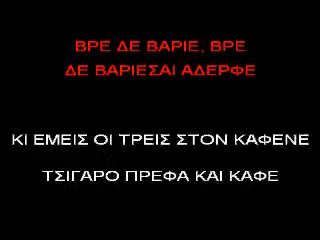 ΒΡΕ ΔΕ ΒΑΡΙΕ, ΒΡΕ
ΔΕ ΒΑΡΙΕΣΑΙ ΑΔΕΡΦΕ
ΚΙ ΕΜΕΙΣ ΟΙ ΤΡΕΙΣ ΣΤΟΝ ΚΑΦΕΝΕ
ΤΣΙΓΑΡΟ ΠΡΕΦΑ ΚΑΙ ΚΑΦΕ